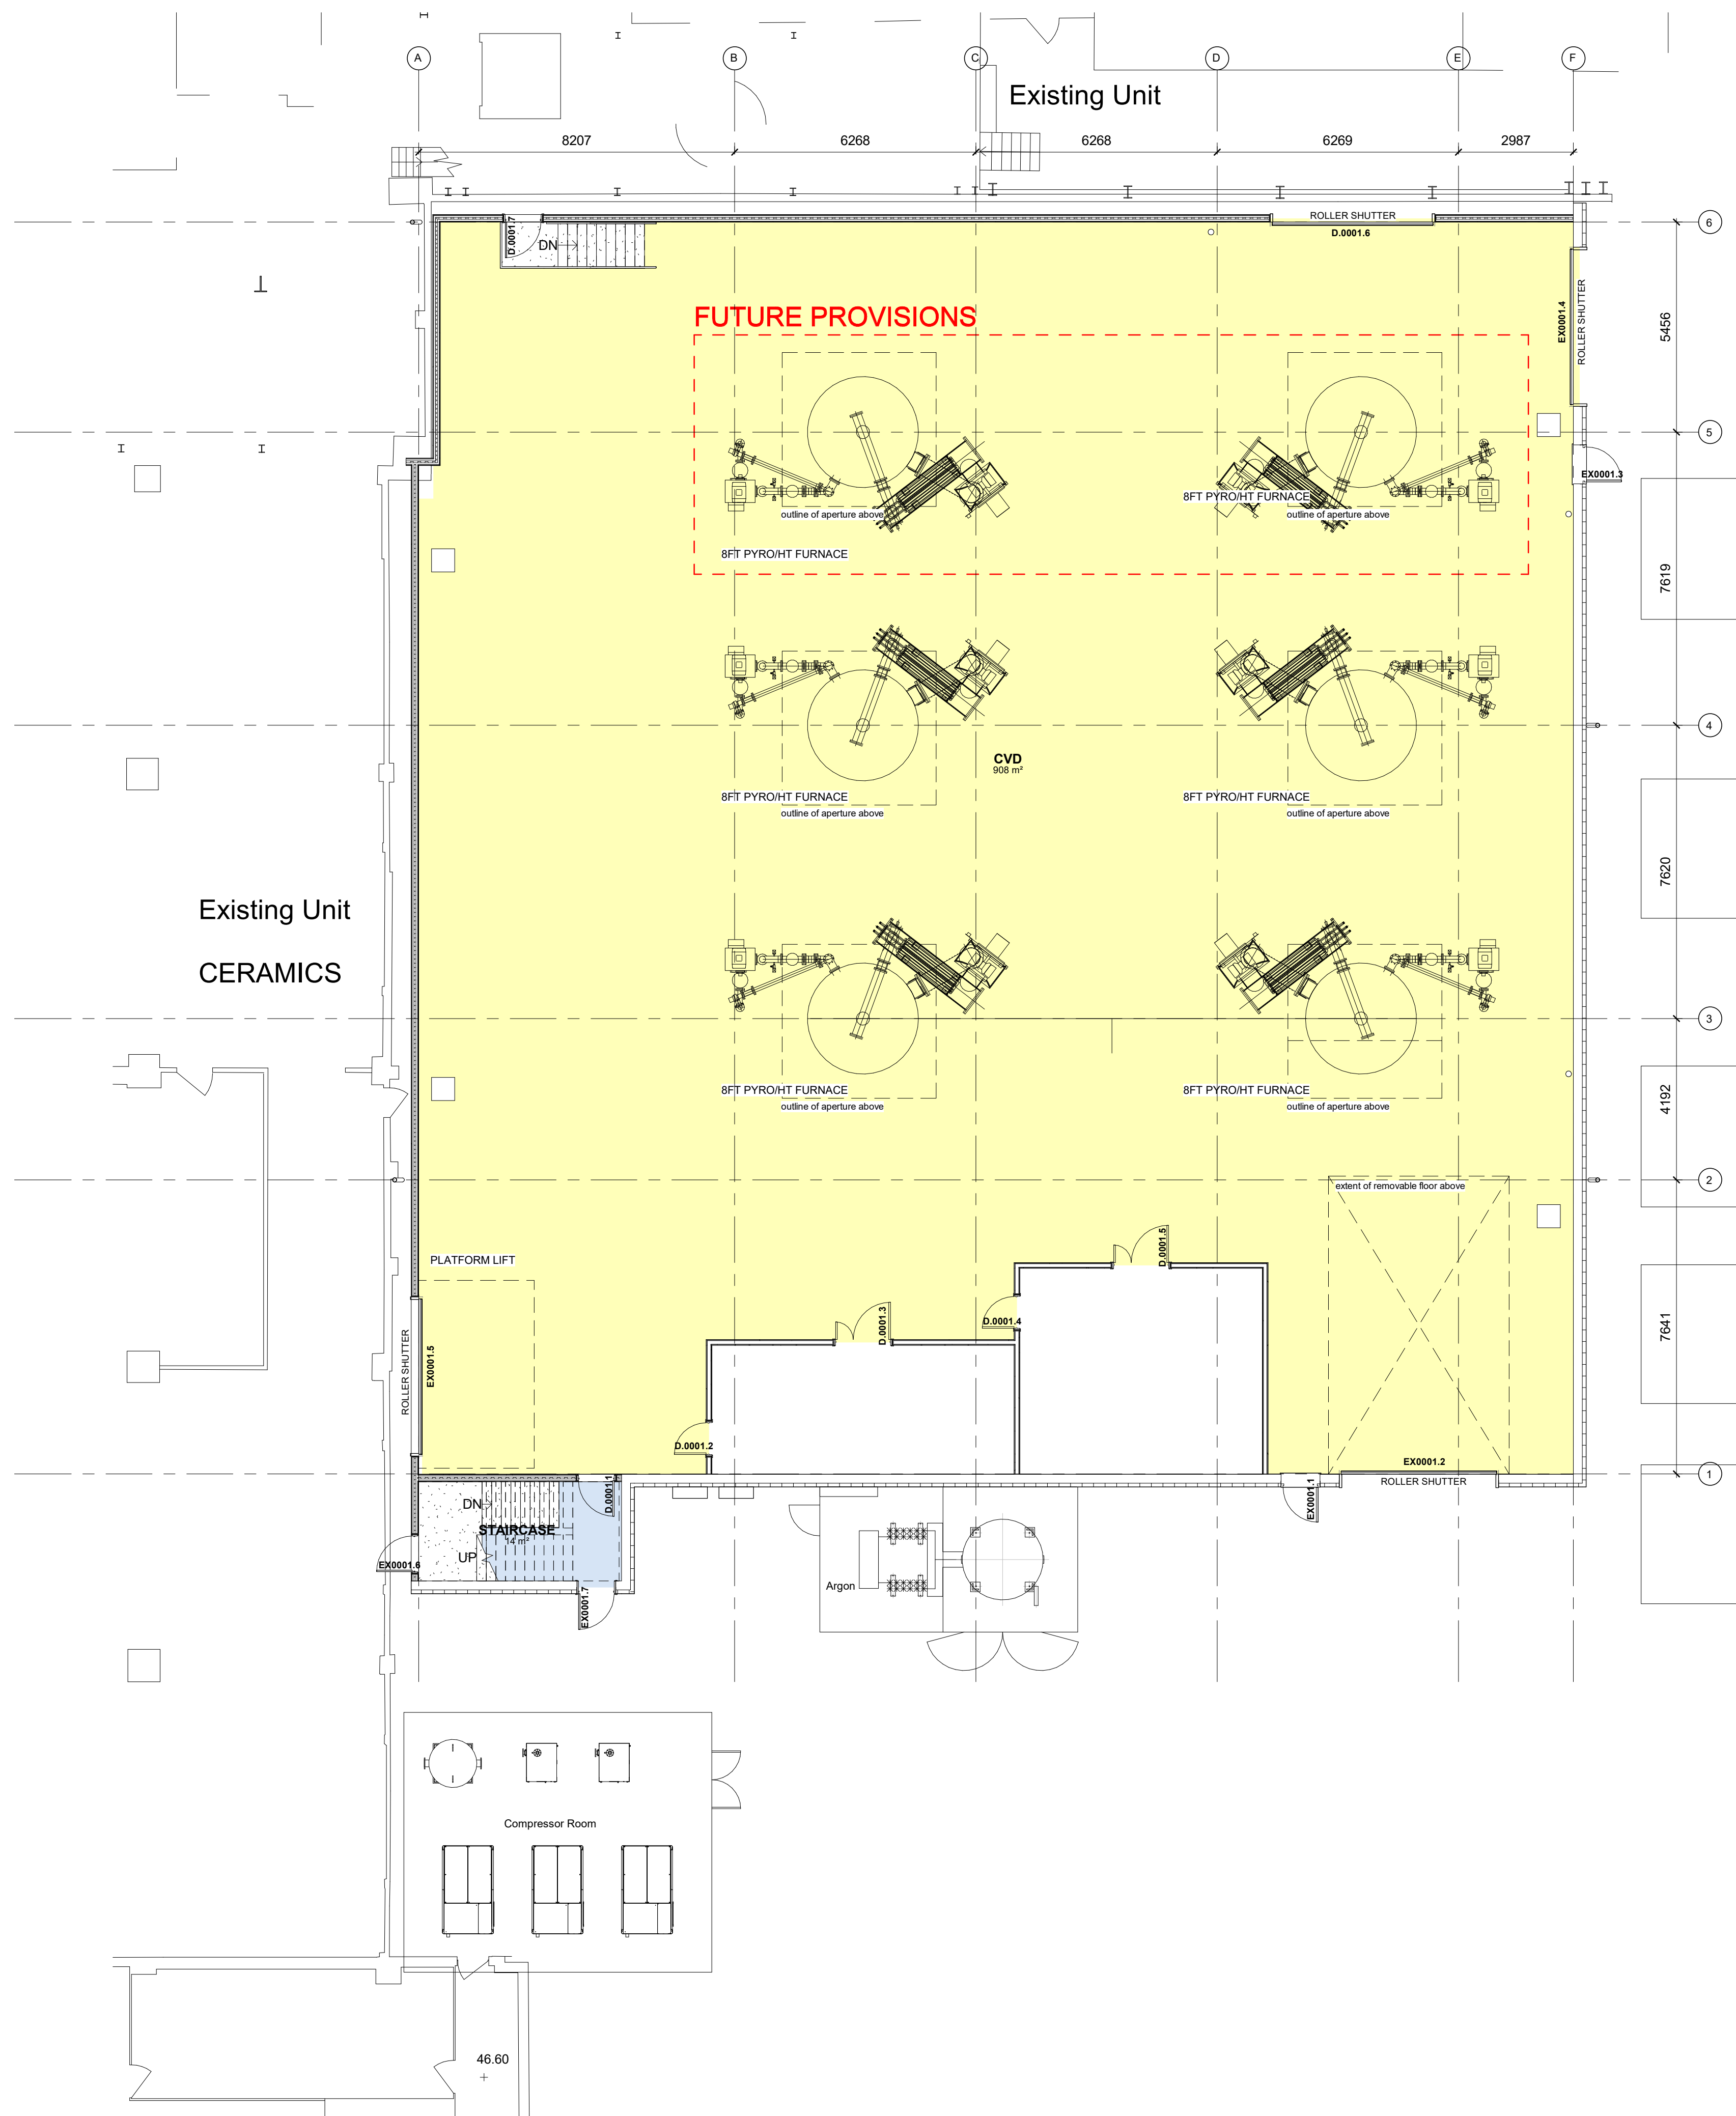 A
B
C
D
E
F
Existing Unit
8207
6268
6268
6269
2987
ROLLER SHUTTER
D.0001.6
6
D.0001.7
DN
EX0001.4
ROLLER SHUTTER
5456
FUTURE PROVISIONS
5
EX0001.3
8FT PYRO/HT FURNACE
outline of aperture above
outline of aperture above
8FT PYRO/HT FURNACE
7619
4
CVD
908 m²
8FT PYRO/HT FURNACE
8FT PYRO/HT FURNACE
outline of aperture above
outline of aperture above
7620
Existing Unit
CERAMICS
3
8FT PYRO/HT FURNACE
8FT PYRO/HT FURNACE
outline of aperture above
outline of aperture above
4192
2
extent of removable floor above
PLATFORM LIFT
D.0001.5
D.0001.3
D.0001.4
7641
ROLLER SHUTTER
EX0001.5
D.0001.2
EX0001.2
ROLLER SHUTTER
1
D.0001.1
EX0001.1
DN
STAIRCASE
14 m²
UP
EX0001.6
EX0001.7
Argon
Compressor Room
46.60